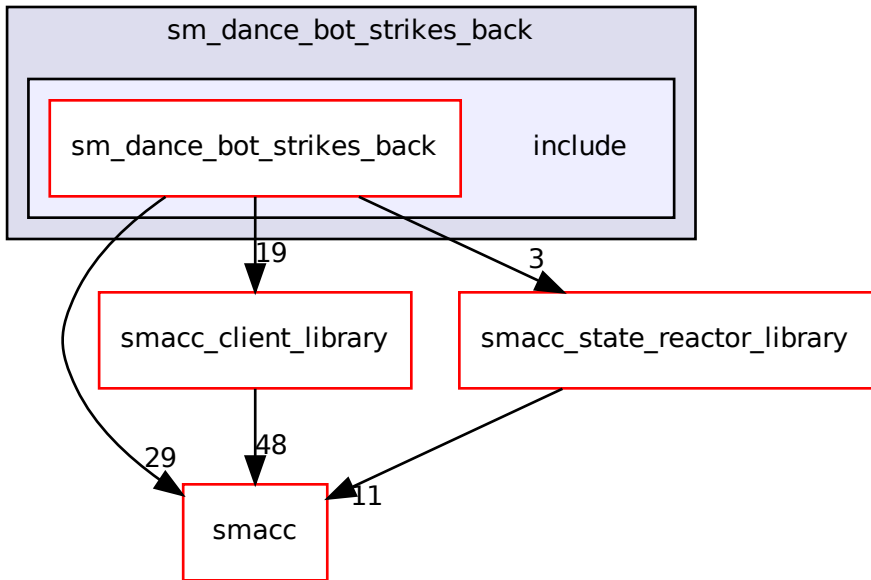 sm_dance_bot_strikes_back
sm_dance_bot_strikes_back
include
19
3
smacc_client_library
smacc_state_reactor_library
29
48
11
smacc